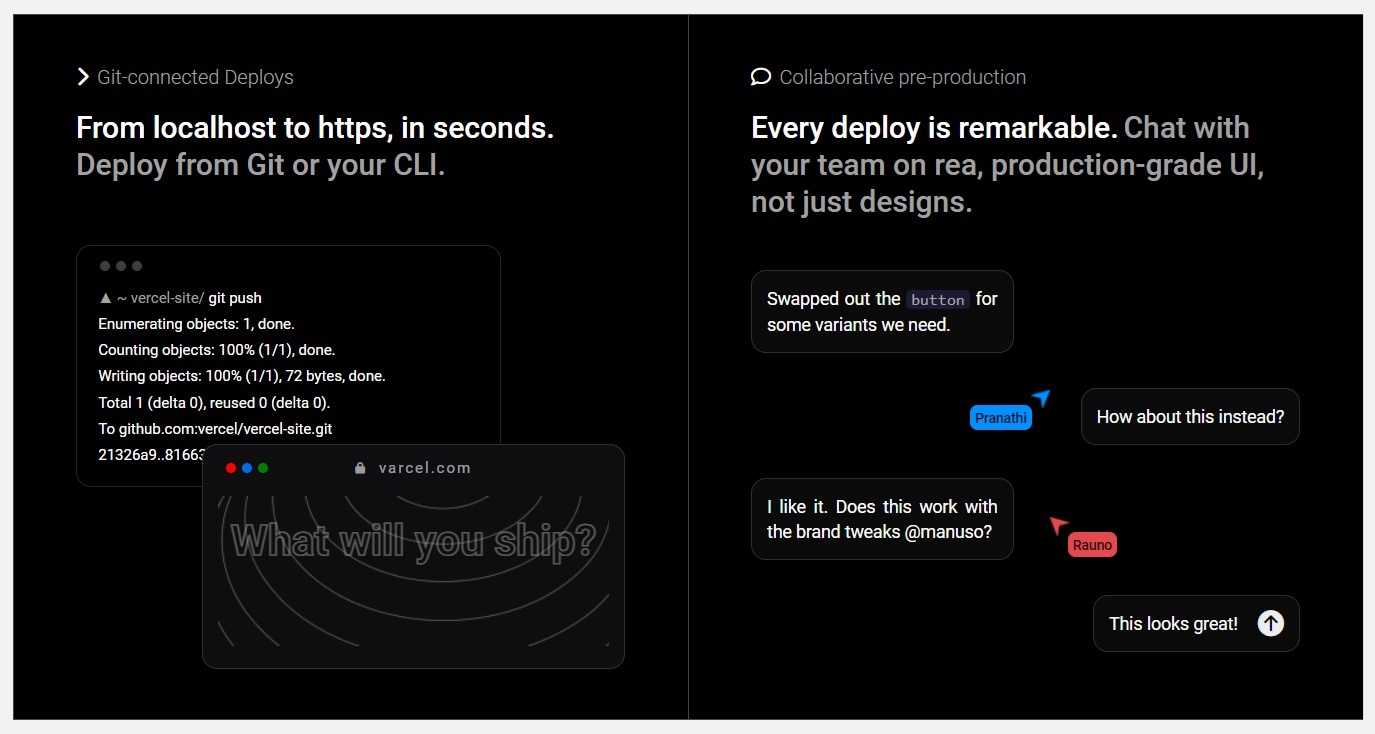 Git-connected Deploys
From localhost to https, in seconds.
Deploy from Git or your CLI.
▲ ~ vercel-site/ git push
Enumerating objects: 1, done.
Counting objects: 100% (1/1), done.
Writing objects: 100% (1/1), 72 bytes, done.
Total 1 (delta 0), reused 0 (delta 0).
To github.com:vercel/vercel-site.git
21326a9..81663
varcel.com
What will you ship?
Collaborative pre-production
Every deploy is remarkable. Chat with
your team on rea, production-grade UI,
not just designs.
Swapped out the button for
some variants we need.
Pranathi
How about this instead?
I like it. Does this work with
the brand tweaks @manuso?
Rauno
This looks great!